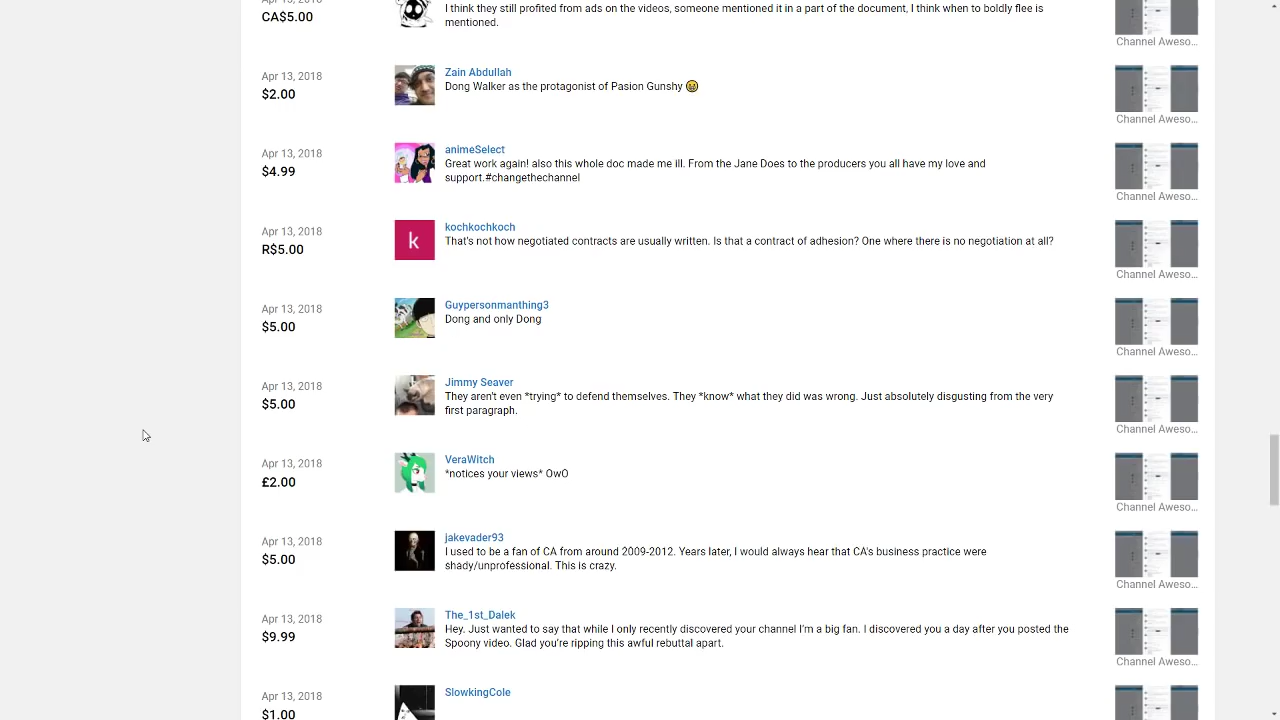 CA$5.00
I think they still profited from ads on the videos, someone mentioned it in a part of the document, I think when to boldly flee is
mentioned.
Channel Aweso...
Apr 13, 2018
$2.00
Zain Abdullah
Dong Walker as the protagonist of Pasion Gunshy
Channel Aweso...
Apr 13, 2018
$4.99
animeSelect
work again
so this whole doc made me ill. From the Jane Does to the producers you all have my love and
support.#changethechannel
Channel Aweso...
Apr 13, 2018
R$5.00
kochkochkoch
That's not how negotiated contracts are usually written. Isn't that a contract of adhesion? One where there is no negotiation at all?
Channel Aweso...
Apr 13, 2018
$5.00
Guypersonmanthing3
Dong and only Dong
Channel Aweso...
Apr 13, 2018
$5.00
Jimmy Seaver
They aren't even *trying* to defend themselves. They *know* what they did was wrong. Just absolutely disgusting from the very
first paragraph.
Channel Aweso...
Apr 13, 2018
£2.00
VeraWitch
*notices your videos* OwO
Channel Aweso...
Apr 13, 2018
$5.00
jakevader93
I used to be a fan of CA from around 2009-2012. Years later, I would always hear that CA's business practice were
shady/unprofessional. This is crazy.
Channel Aweso...
Apr 13, 2018
$9.99
The_1st_Dalek
Hey. Just wanted to say that while I only recently discovered your channel I'm a big fan. I discovered you a day after you posted the
Jewwy video. Glad you're ripping this ass rebuttal apart.
Channel Aweso...
Apr 13, 2018
$1.00
SlowkingCole